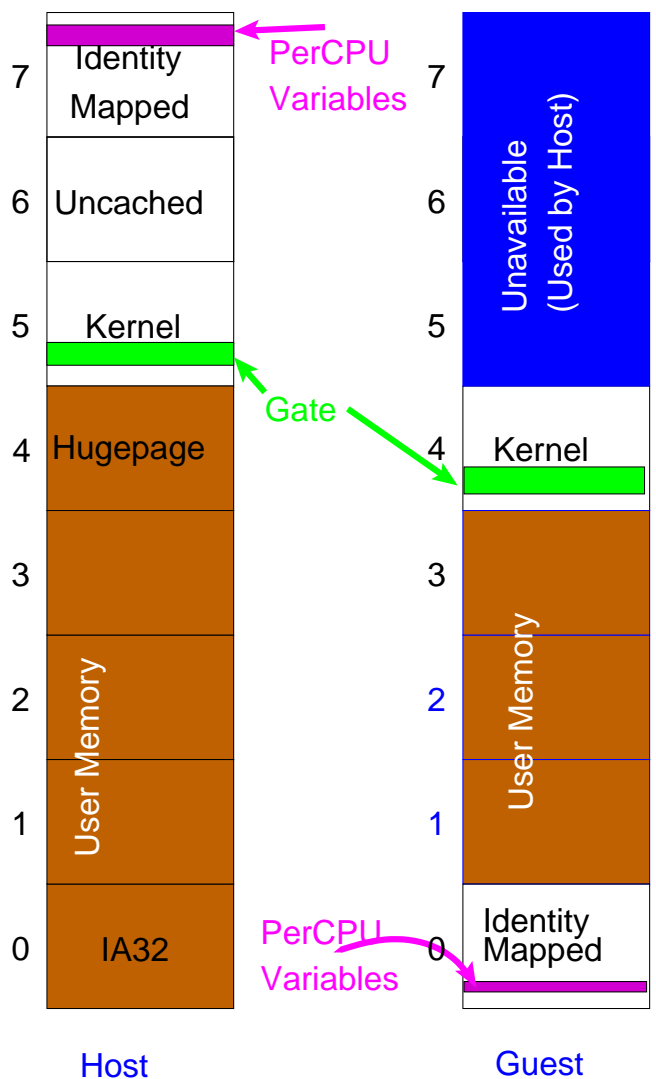 PerCPU
Variables
7
Identity
Mapped
7
6
Uncached
6
Unavailable
(Used by Host)
5
Kernel
5
Gate
4
Hugepage
4
Kernel
3
3
2
User Memory
2
User Memory
1
1
0
IA32
PerCPU
Variables
0
Identity
Mapped
Host
Guest